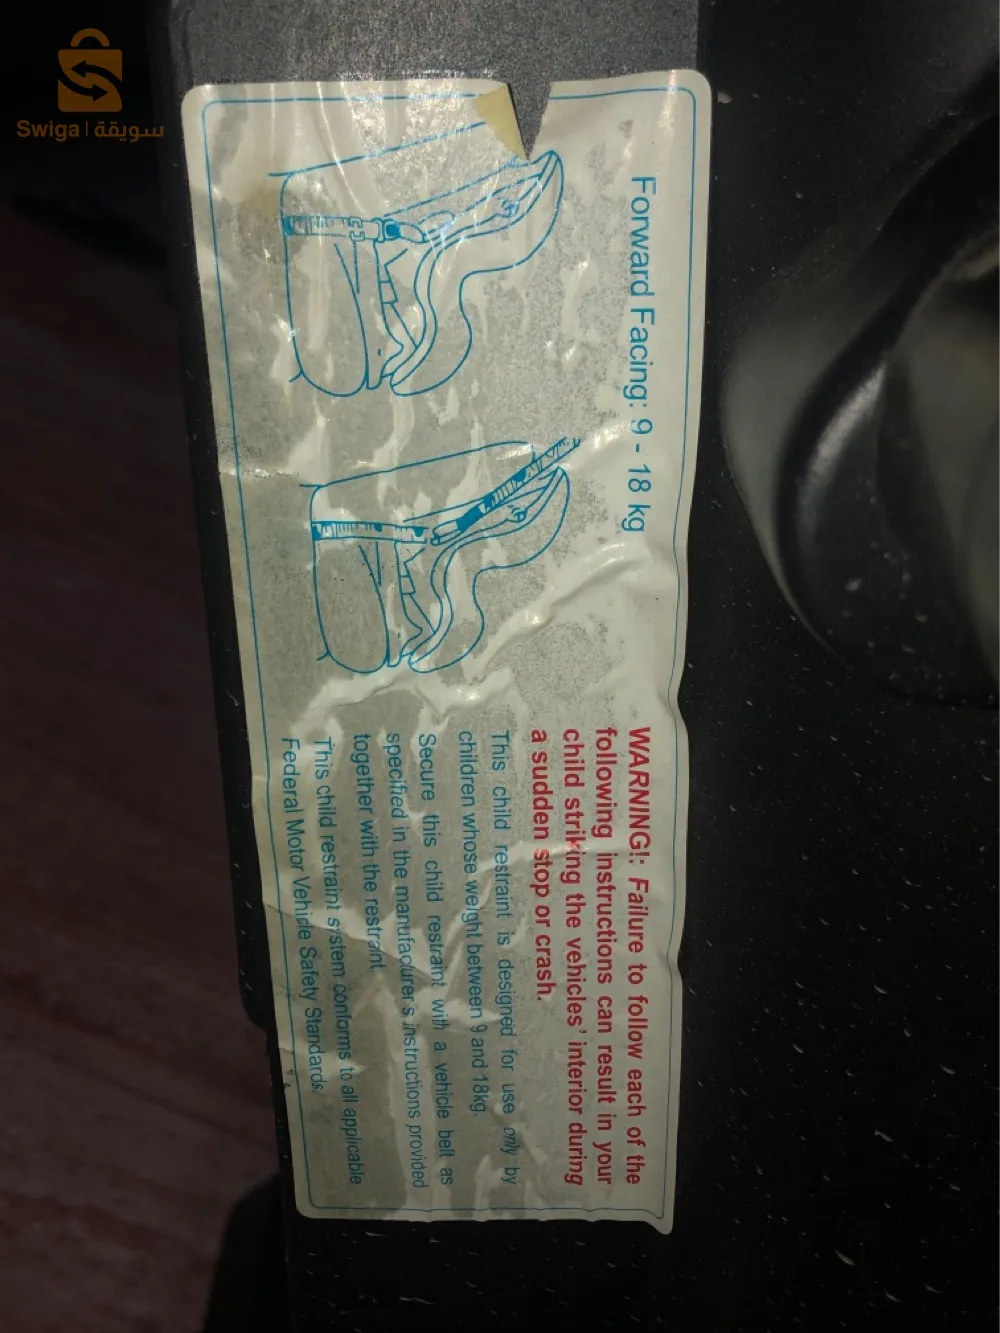 Swiga | سويقة
Forward Facing: 9 - 18 kg
WARNING!: Failure to follow each of the
following instructions can result in your
child striking the vehicles' interior during
a sudden stop or crash.
This child restraint is designed for use only by
children whose weight between 9 and 18kg.
Secure this child restraint with a vehicle belt as
specified in the manufacturer's instructions provided
together with the restraint.
This child restraint system conforms to all applicable
Federal Motor Vehicle Safety Standards.